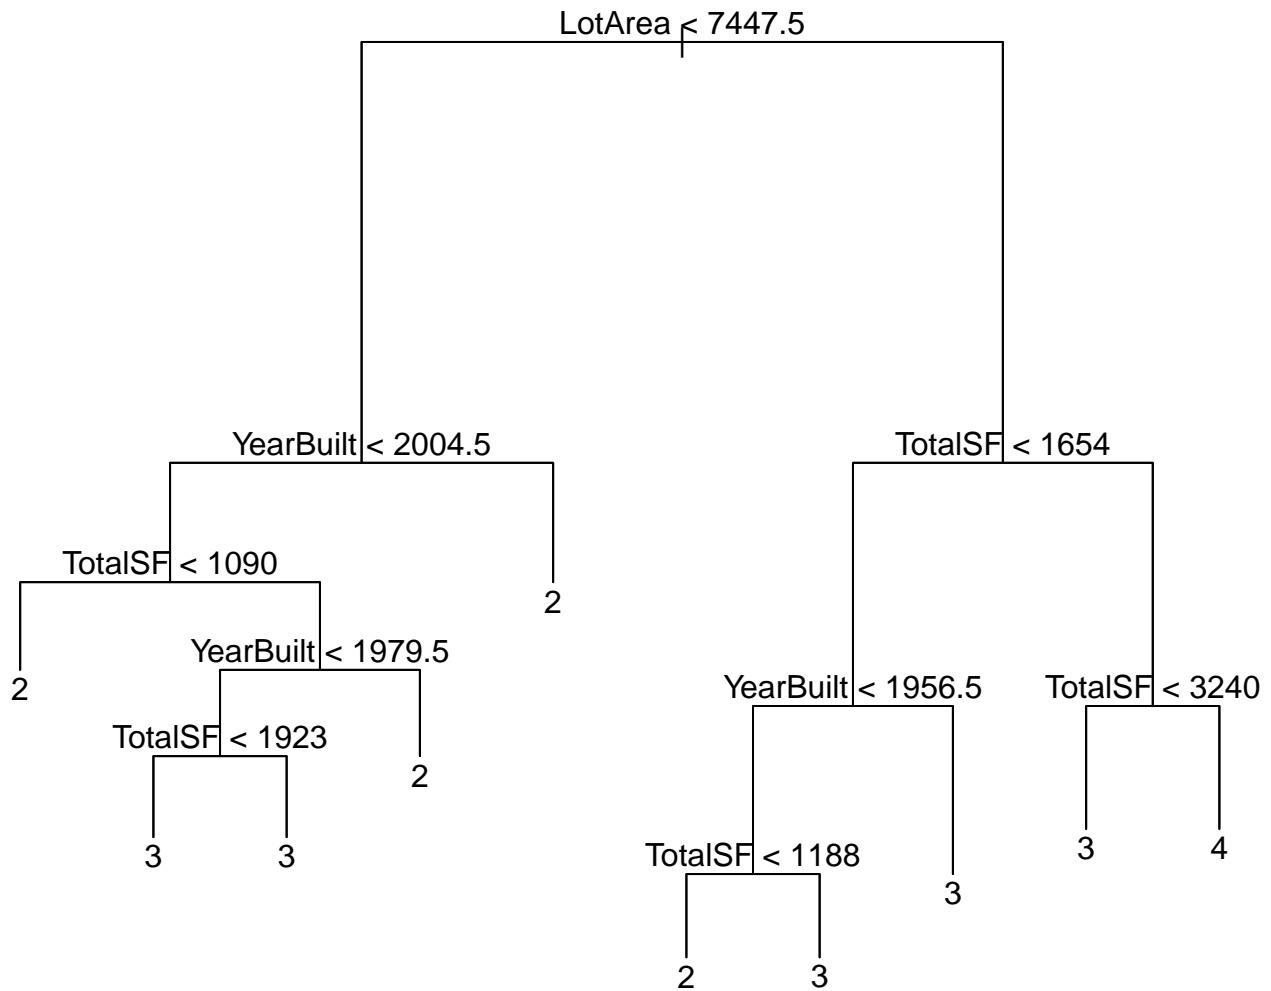 LotArea < 7447.5
YearBuilt < 2004.5
TotalSF < 1654
TotalSF < 1090
2
YearBuilt < 1979.5
2
YearBuilt < 1956.5
TotalSF < 3240
TotalSF < 1923
2
3
3
TotalSF < 1188
3
4
3
2
3